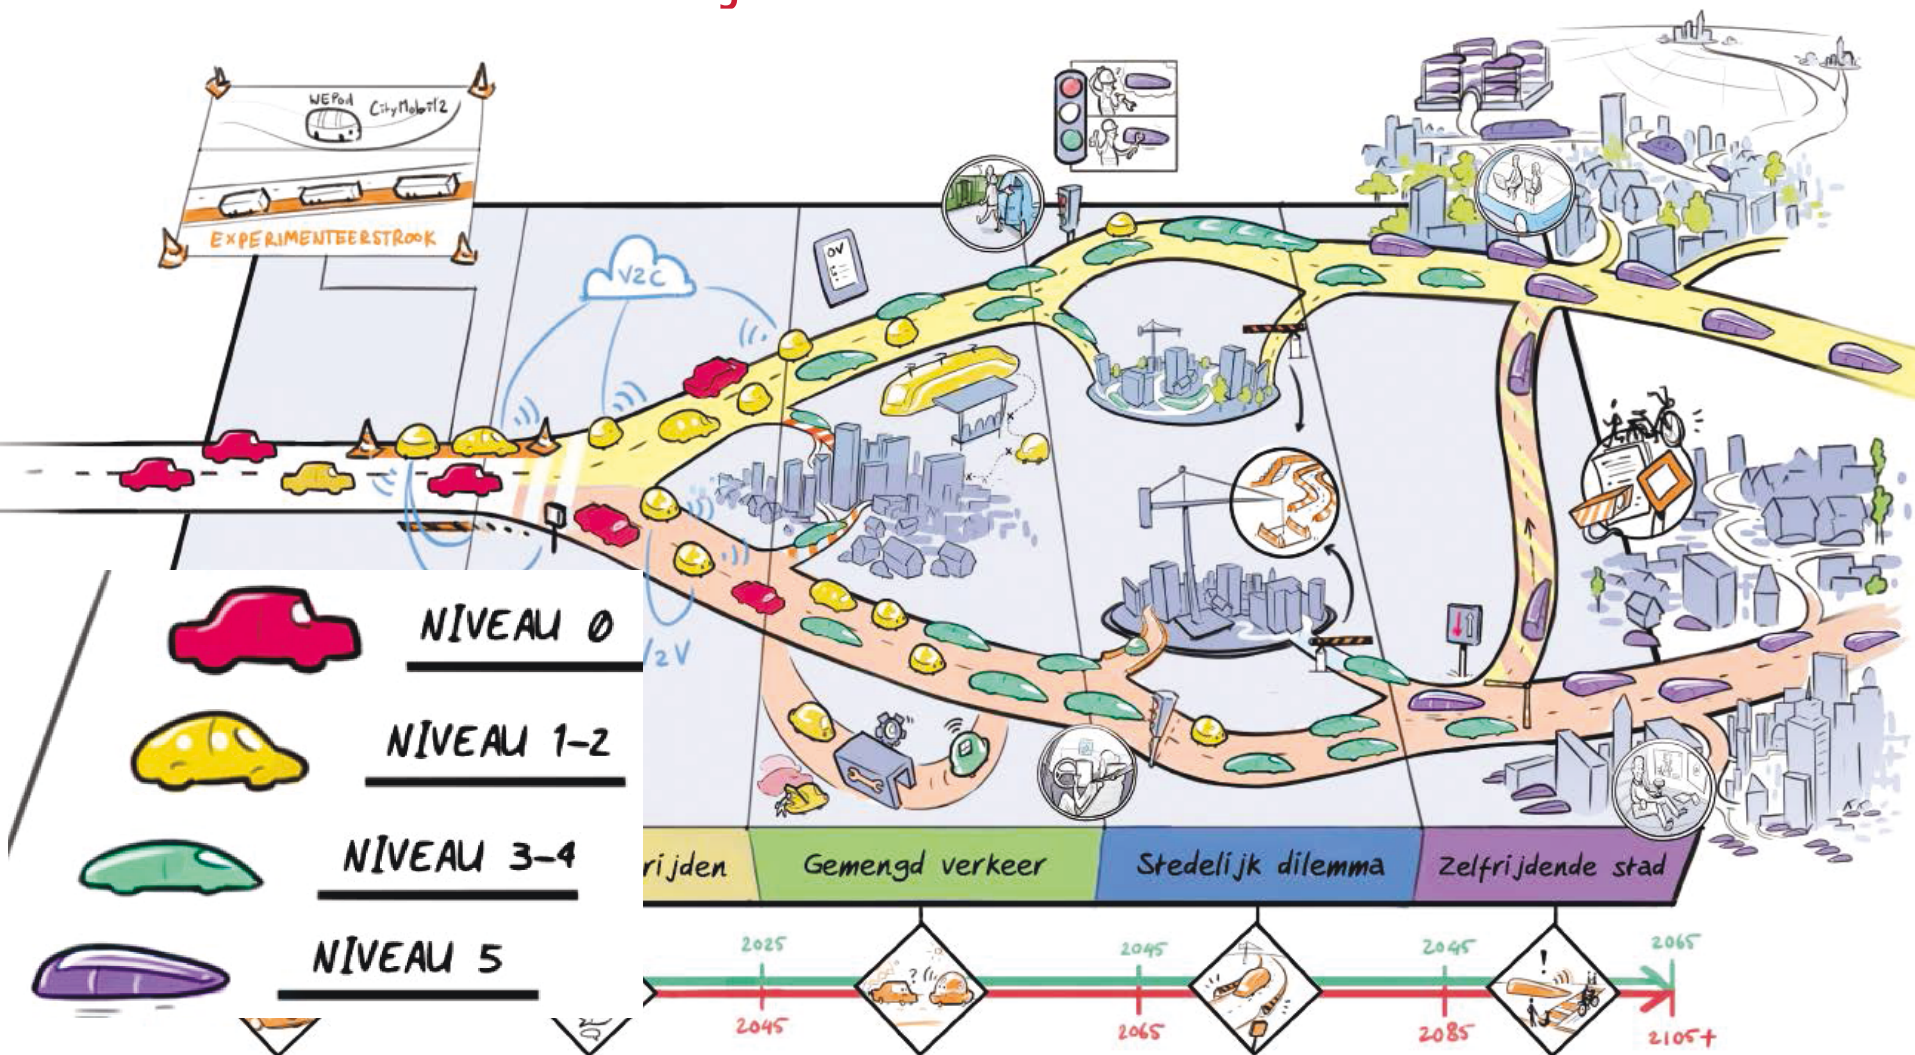 WEPod
CityMobil2
EXPERIMENTEERSTROOK
V2C
OV
V2V
NIVEAU 0
NIVEAU 1-2
NIVEAU 3-4
NIVEAU 5
rijden
Gemengd verkeer
Stedelijk dilemma
Zelfrijdende stad
2025
2045
2045
2065
2045
2065
2085
2105+
?
!